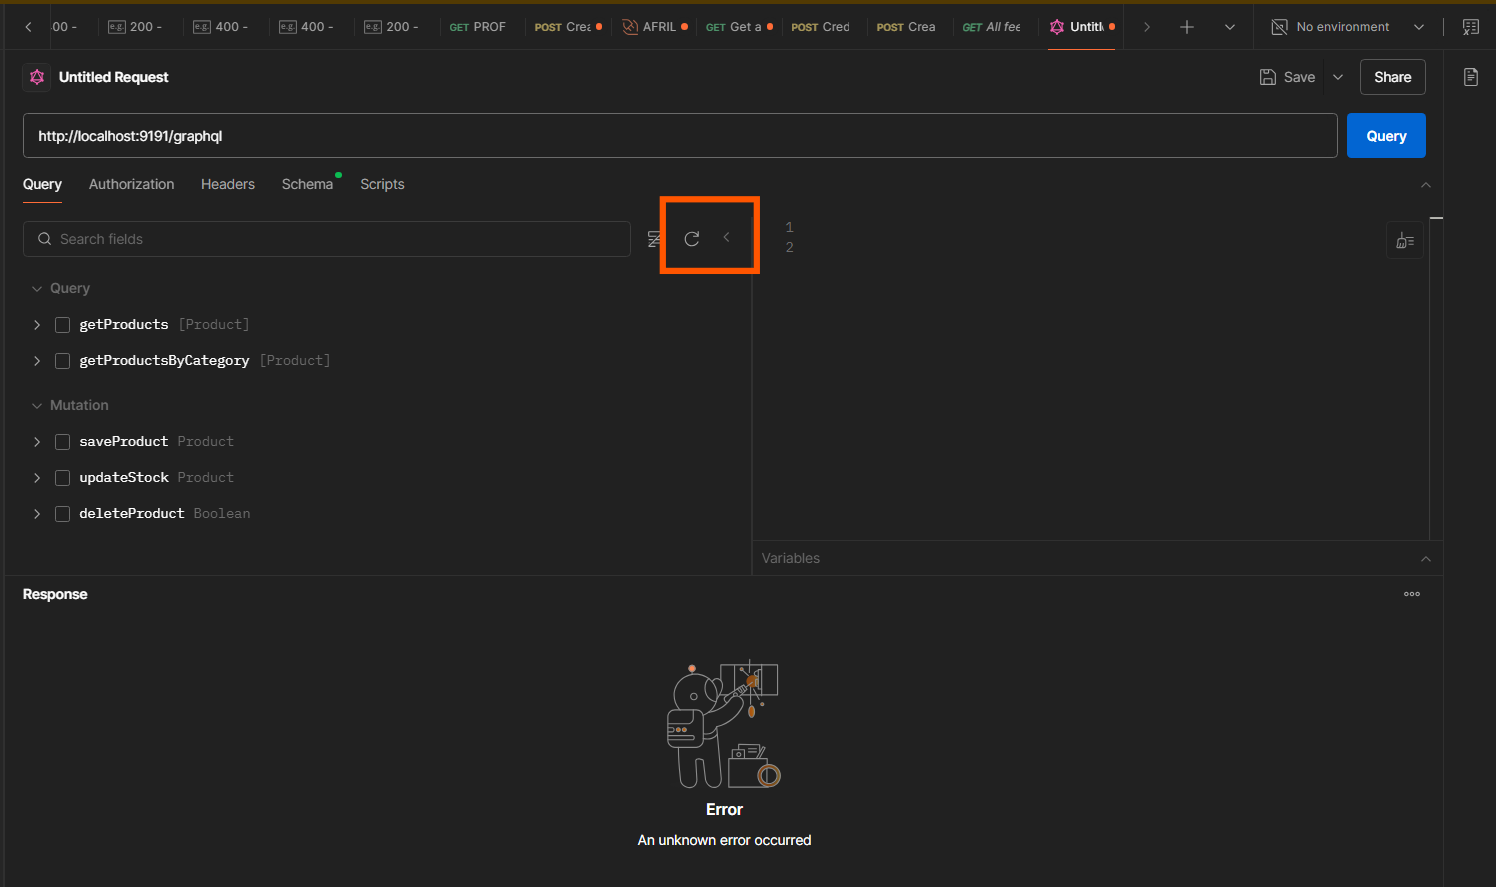 00 -
e.g. 200 -
e.g. 400 -
e.g. 400 -
e.g. 200 -
GET PROF
POST Crea
AFRIL
GET Get a
POST Cred
POST Crea
GET All fee
Untitl
No environment
Untitled Request
Save
Share
http://localhost:9191/graphql
Query
Query
Authorization
Headers
Schema
Scripts
Search fields
1
2
Query
getProducts [Product]
getProductsByCategory [Product]
Mutation
saveProduct Product
updateStock Product
deleteProduct Boolean
Variables
Response
Error
An unknown error occurred